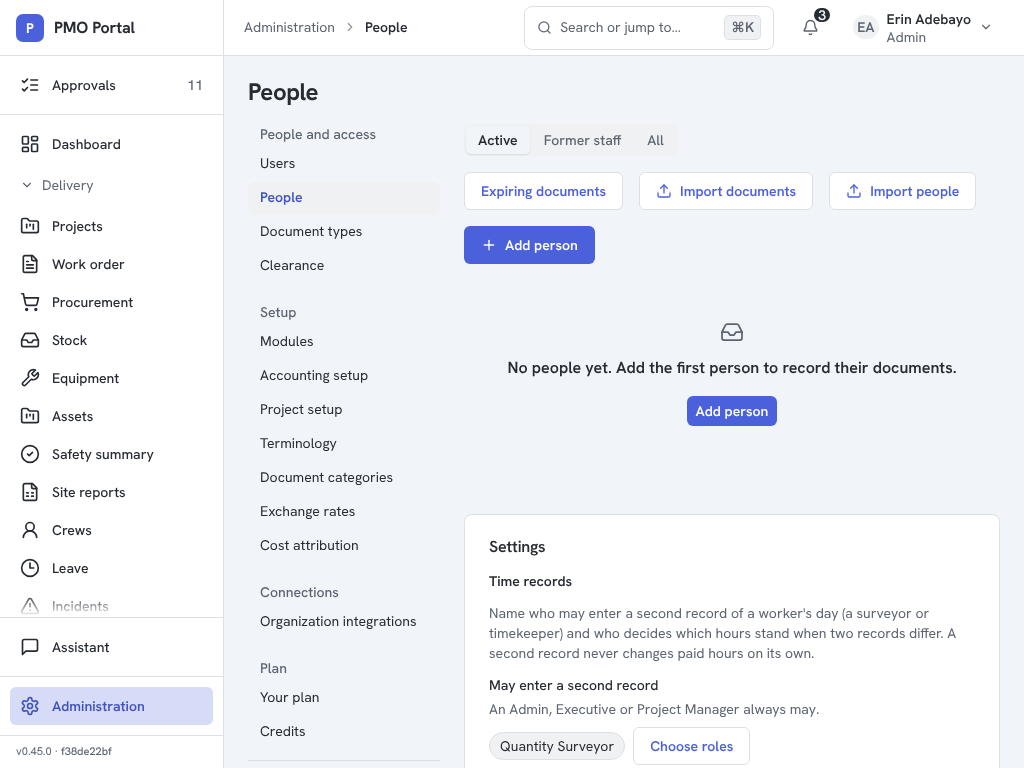 P PMO Portal
Administration > People
Search or jump to... ⌘K
3
EA Erin Adebayo
Admin
Approvals 11
Dashboard
Delivery
Projects
Work order
Procurement
Stock
Equipment
Assets
Safety summary
Site reports
Crews
Leave
Incidents
Assistant
Administration
v0.45.0 · f38de22bf
People
People and access
Users
People
Document types
Clearance
Setup
Modules
Accounting setup
Project setup
Terminology
Document categories
Exchange rates
Cost attribution
Connections
Organization integrations
Plan
Your plan
Credits
Active Former staff All
Expiring documents Import documents Import people
Add person
No people yet. Add the first person to record their documents.
Add person
Settings
Time records
Name who may enter a second record of a worker's day (a surveyor or
timekeeper) and who decides which hours stand when two records differ. A
second record never changes paid hours on its own.
May enter a second record
An Admin, Executive or Project Manager always may.
Quantity Surveyor Choose roles